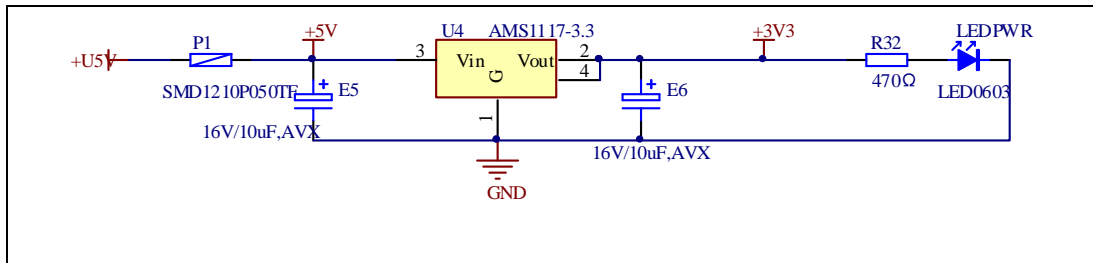 P1
+5V
U4 AMS1117-3.3
+3V3
LEDPWR
R32
+U5V
3
Vin
Vout
G
2
4
470Ω
LED0603
SMD1210P050TF
E5
E6
1
16V/10uF,AVX
16V/10uF,AVX
GND